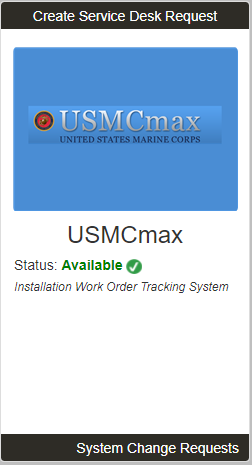 Create Service Desk Request
USMCmax
UNITED STATES MARINE CORPS
USMCmax
Status: Available
Installation Work Order Tracking System
System Change Requests